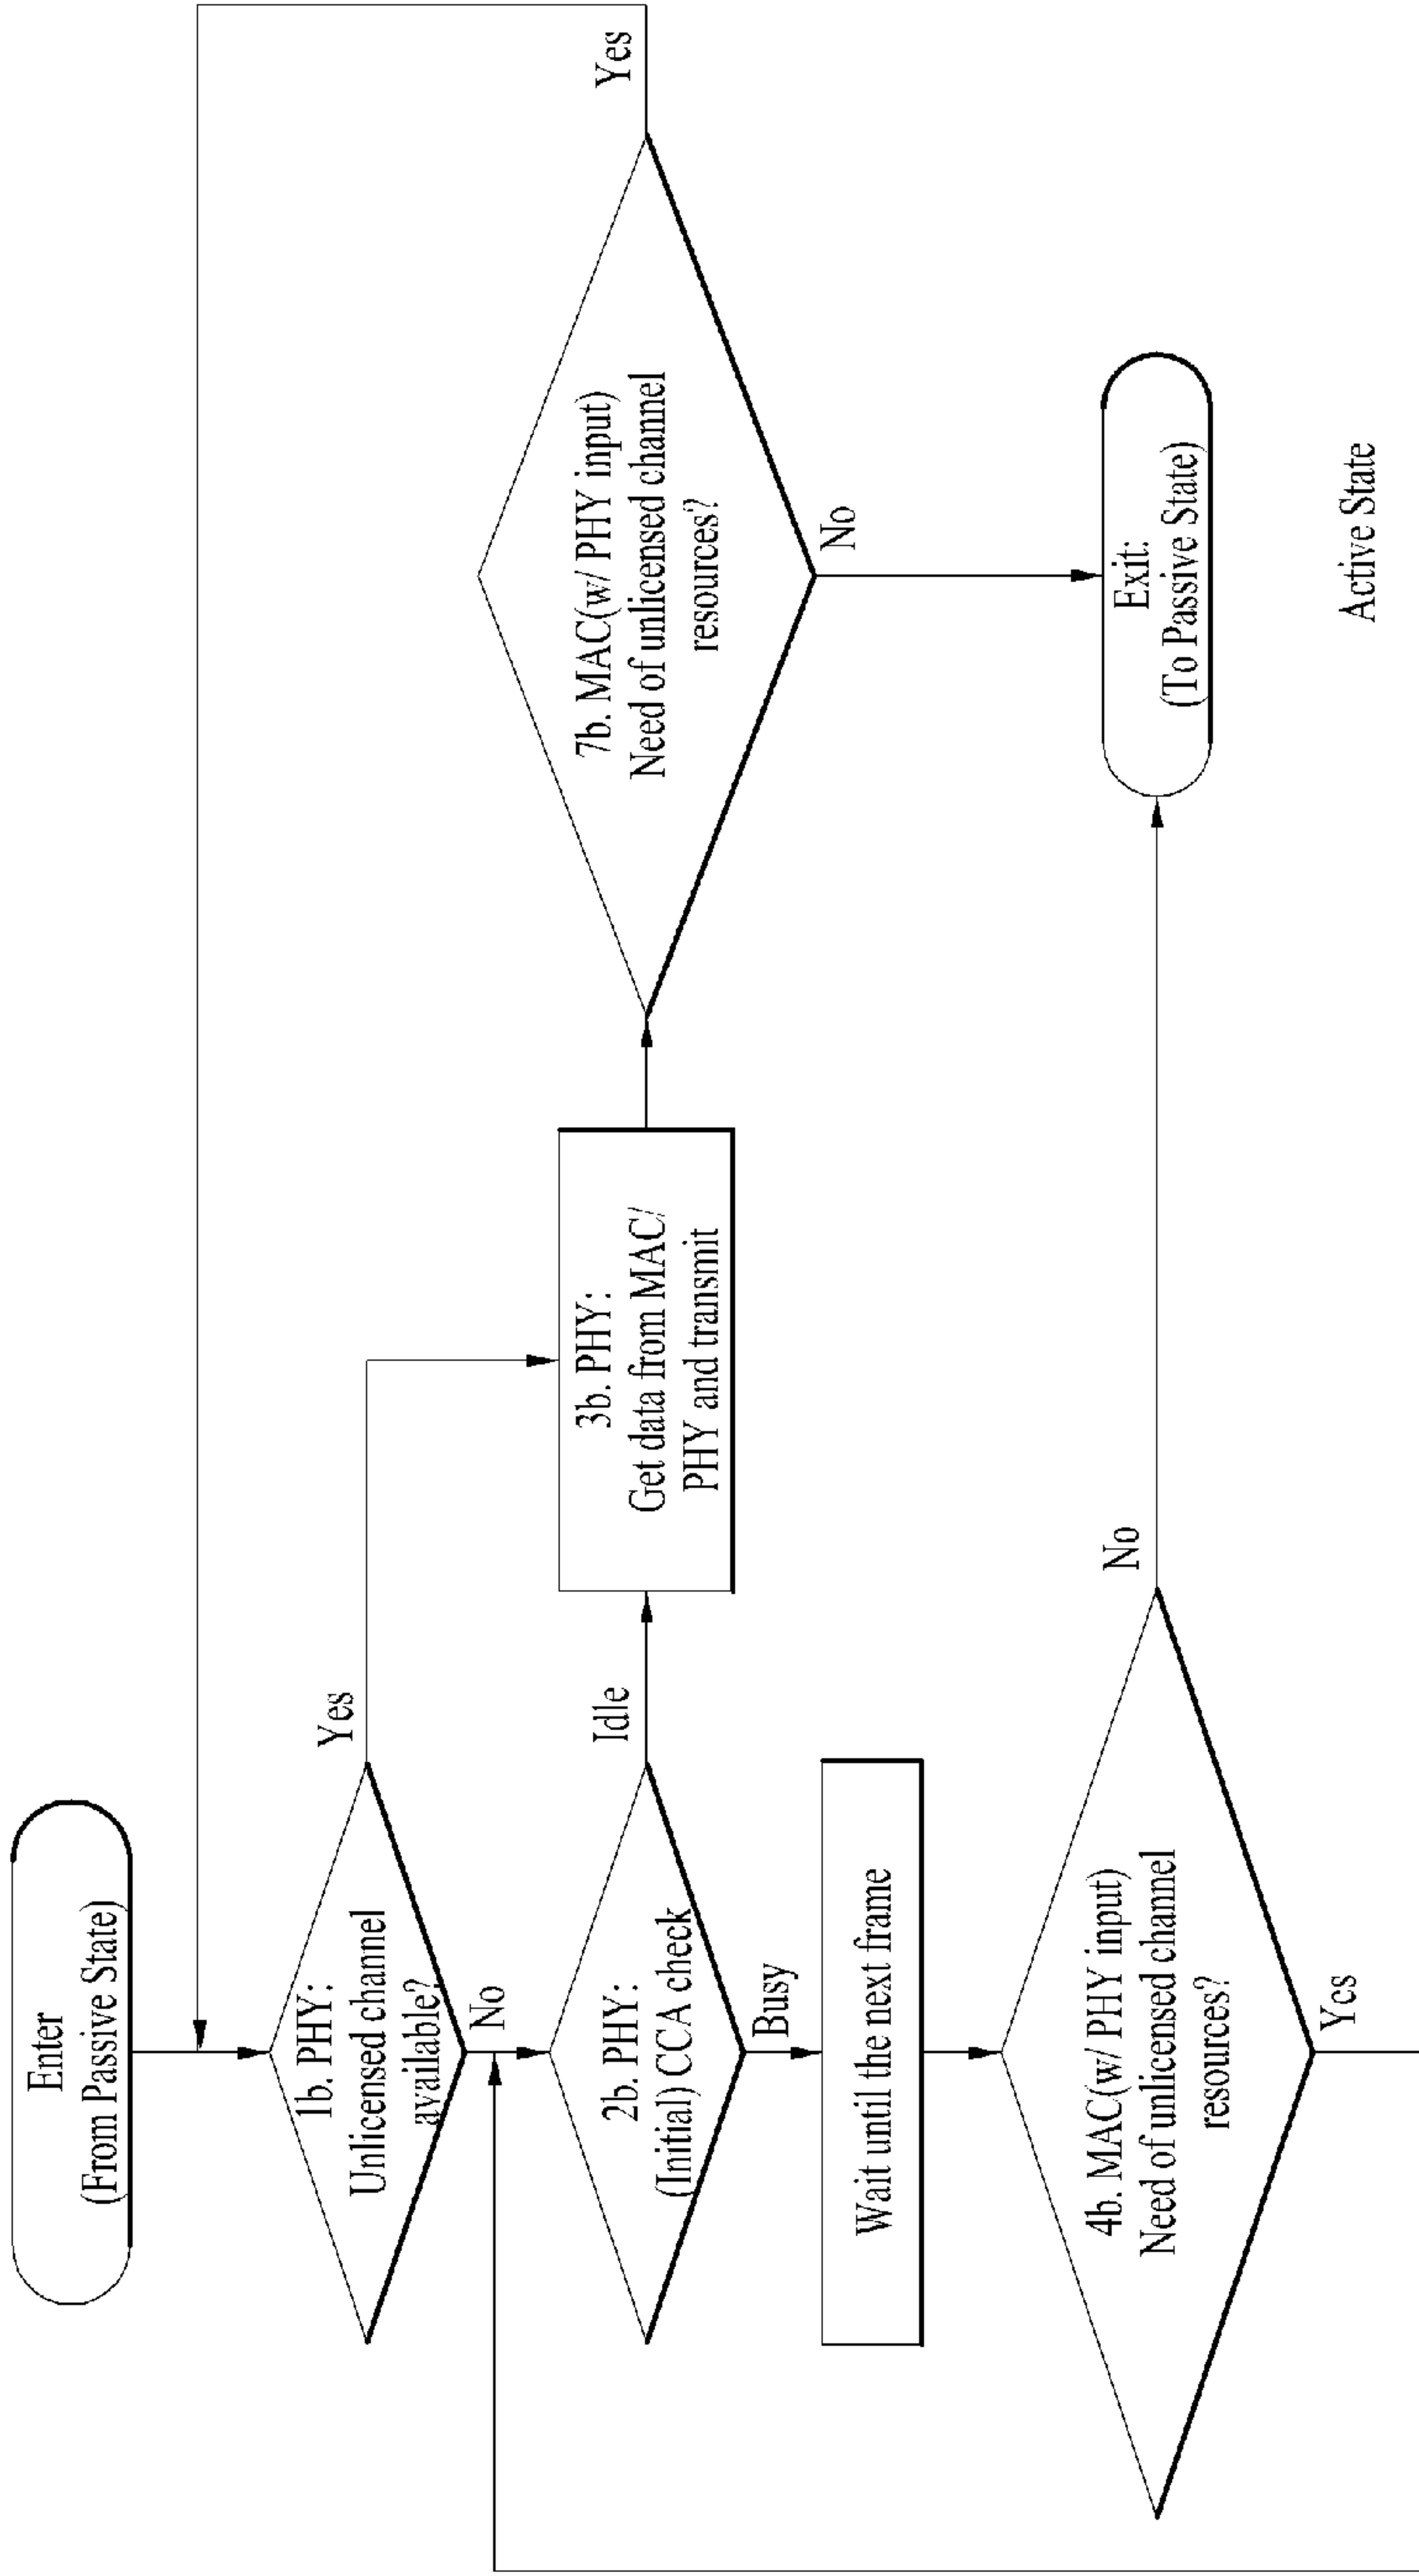 Enter
(From Passive State)
1b. PHY:
Unlicensed channel
available?
Yes
No
2b. PHY:
(Initial) CCA check
Idle
Busy
3b. PHY:
Get data from MAC/
PHY and transmit
7b. MAC(w/ PHY input)
Need of unlicensed channel
resources?
Yes
No
Wait until the next frame
4b. MAC(w/ PHY input)
Need of unlicensed channel
resources?
No
Yes
Exit:
(To Passive State)
Active State